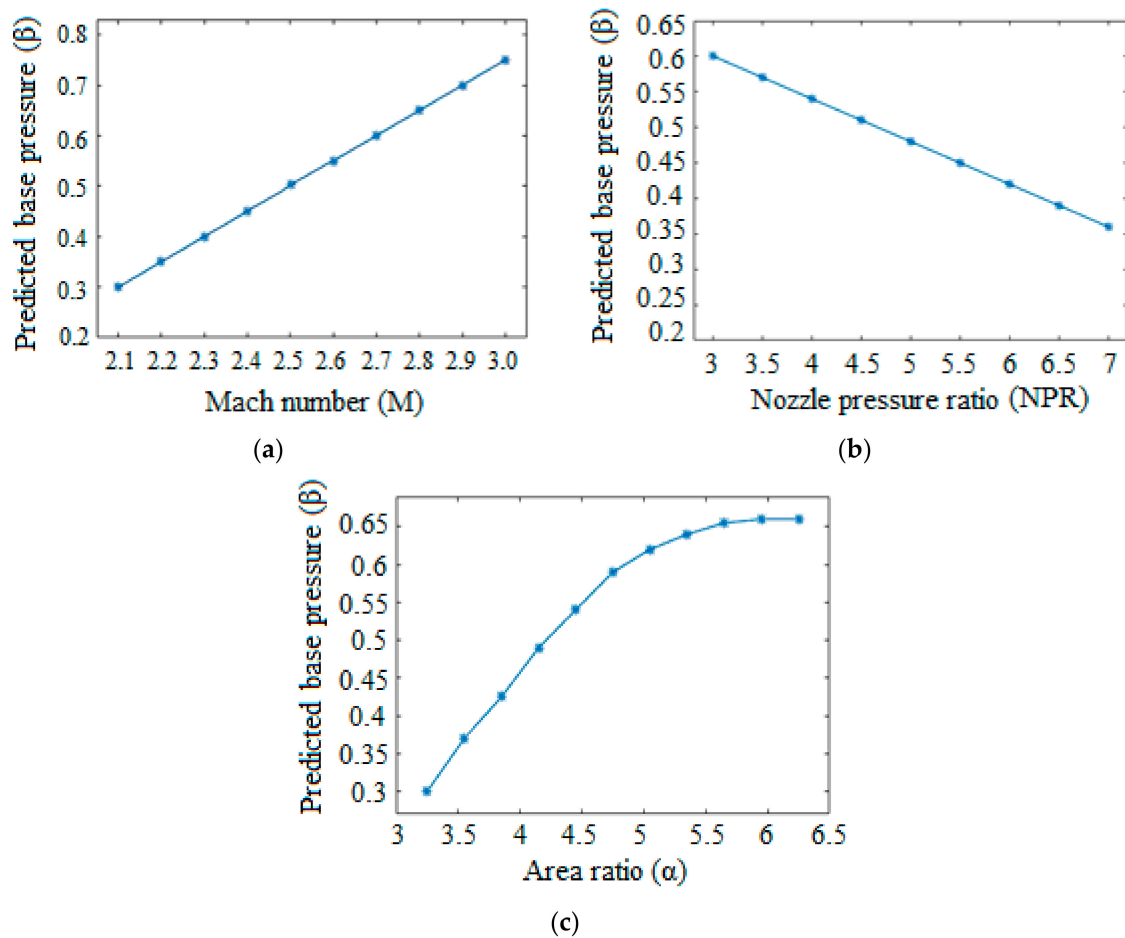 Predicted base pressure (β)
0.8
0.7
0.6
0.5
0.4
0.3
0.2
2.1 2.2 2.3 2.4 2.5 2.6 2.7 2.8 2.9 3.0
Mach number (M)
(a)
Predicted base pressure (β)
0.65
0.6
0.55
0.5
0.45
0.4
0.35
0.3
0.25
0.2
3 3.5 4 4.5 5 5.5 6 6.5 7
Nozzle pressure ratio (NPR)
(b)
Predicted base pressure (β)
0.65
0.6
0.55
0.5
0.45
0.4
0.35
0.3
3 3.5 4 4.5 5 5.5 6 6.5
Area ratio (α)
(c)